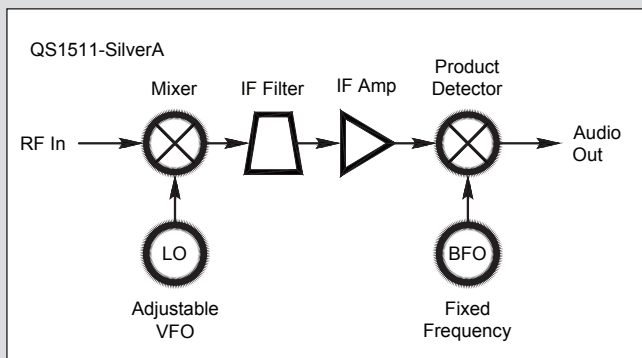 QS1511-SilverA
Mixer
IF Filter
IF Amp
Product
Detector
RF In
Audio
Out
LO
BFO
Adjustable
VFO
Fixed
Frequency